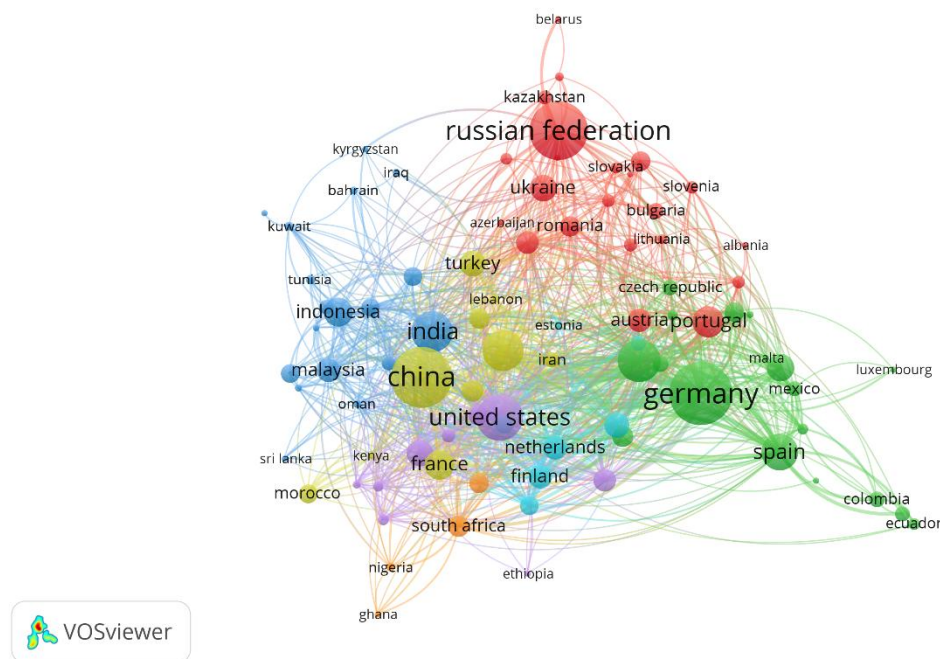 belarus
kazakhstan
russian federation
kyrgyzstan
slovakia
iraq
ukraine
slovenia
bahrain
bulgaria
azerbaijan
romania
kuwait
lithuania
albania
turkey
tunisia
czech republic
lebanon
indonesia
estonia
austria
portugal
india
malta
iran
luxembourg
malaysia
china
mexico
germany
oman
united states
netherlands
spain
kenya
sri lanka
france
finland
morocco
colombia
south africa
ecuador
nigeria
ethiopia
ghana
VOSviewer